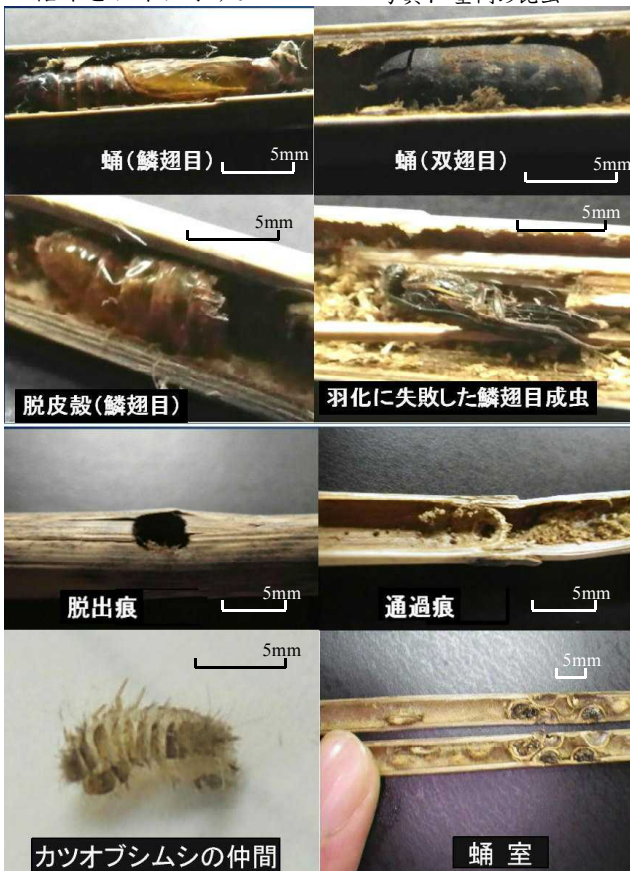 蛹(鱗翅目)
5mm
蛹(双翅目)
5mm
5mm
脱皮殻(鱗翅目)
5mm
羽化に失敗した鱗翅目成虫
脱出痕
5mm
通過痕
5mm
5mm
カツオブシムシの仲間
5mm
蛹 室